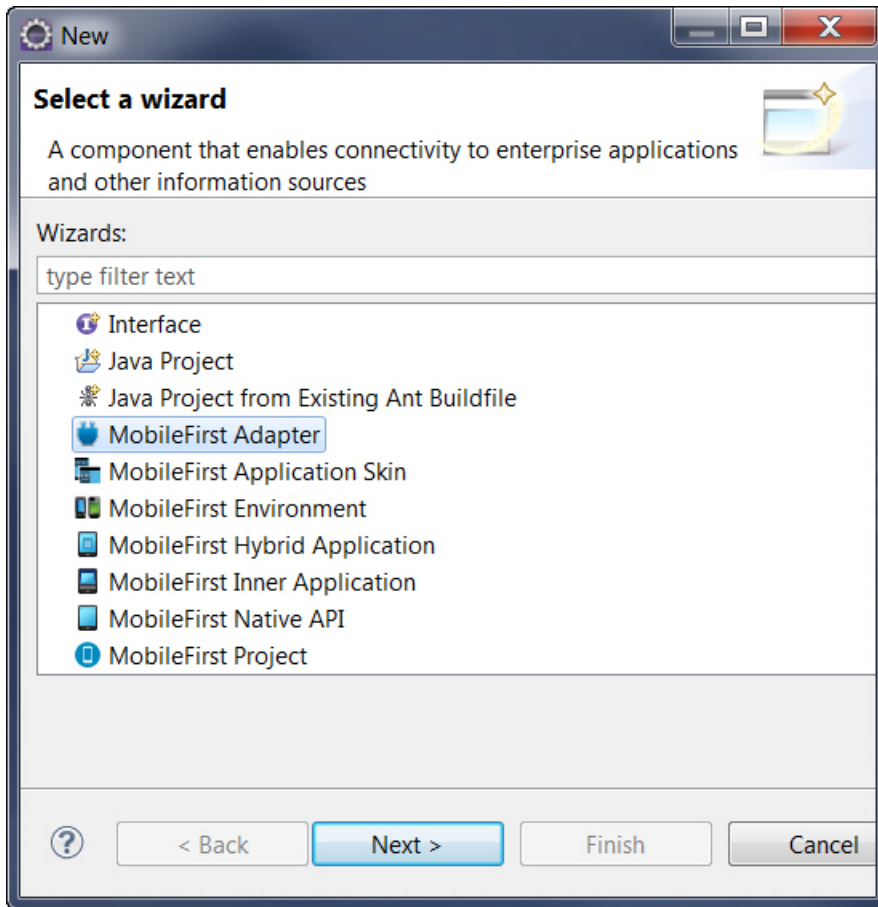 New
X
Select a wizard
A component that enables connectivity to enterprise applications
and other information sources
Wizards:
type filter text
Interface
Java Project
Java Project from Existing Ant Buildfile
MobileFirst Adapter
MobileFirst Application Skin
MobileFirst Environment
MobileFirst Hybrid Application
MobileFirst Inner Application
MobileFirst Native API
MobileFirst Project
? < Back Next > Finish Cancel